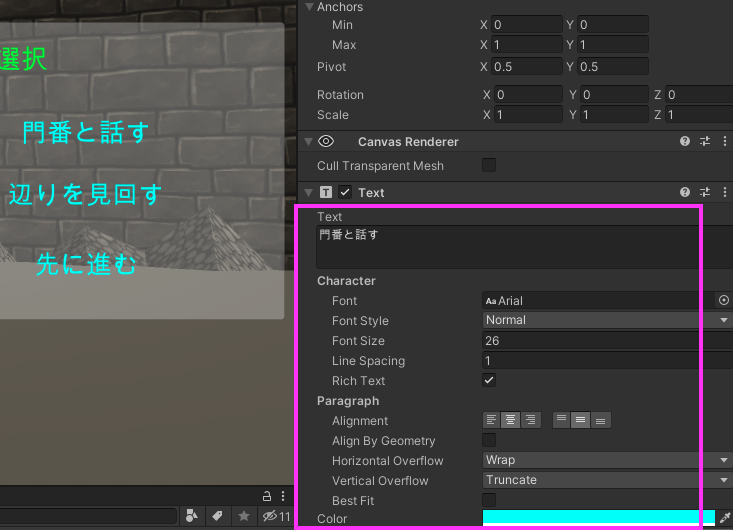 選択
門番と話す
辺りを見回す
先に進む
11
Anchors
Min X 0 Y 0
Max X 1 Y 1
Pivot X 0.5 Y 0.5
Rotation X 0 Y 0 Z 0
Scale X 1 Y 1 Z 1
Canvas Renderer
Cull Transparent Mesh
T Text
Text
門番と話す
Character
Font Aa Arial
Font Style Normal
Font Size 26
Line Spacing 1
Rich Text
Paragraph
Alignment
Align By Geometry
Horizontal Overflow Wrap
Vertical Overflow Truncate
Best Fit
Color